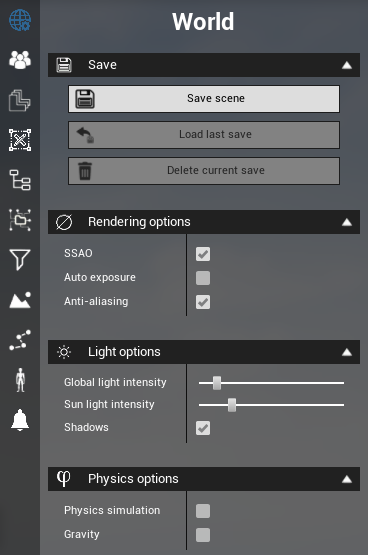 World
Save
Save scene
Load last save
Delete current save
Rendering options
SSAO
Auto exposure
Anti-aliasing
Light options
Global light intensity
Sun light intensity
Shadows
φ Physics options
Physics simulation
Gravity